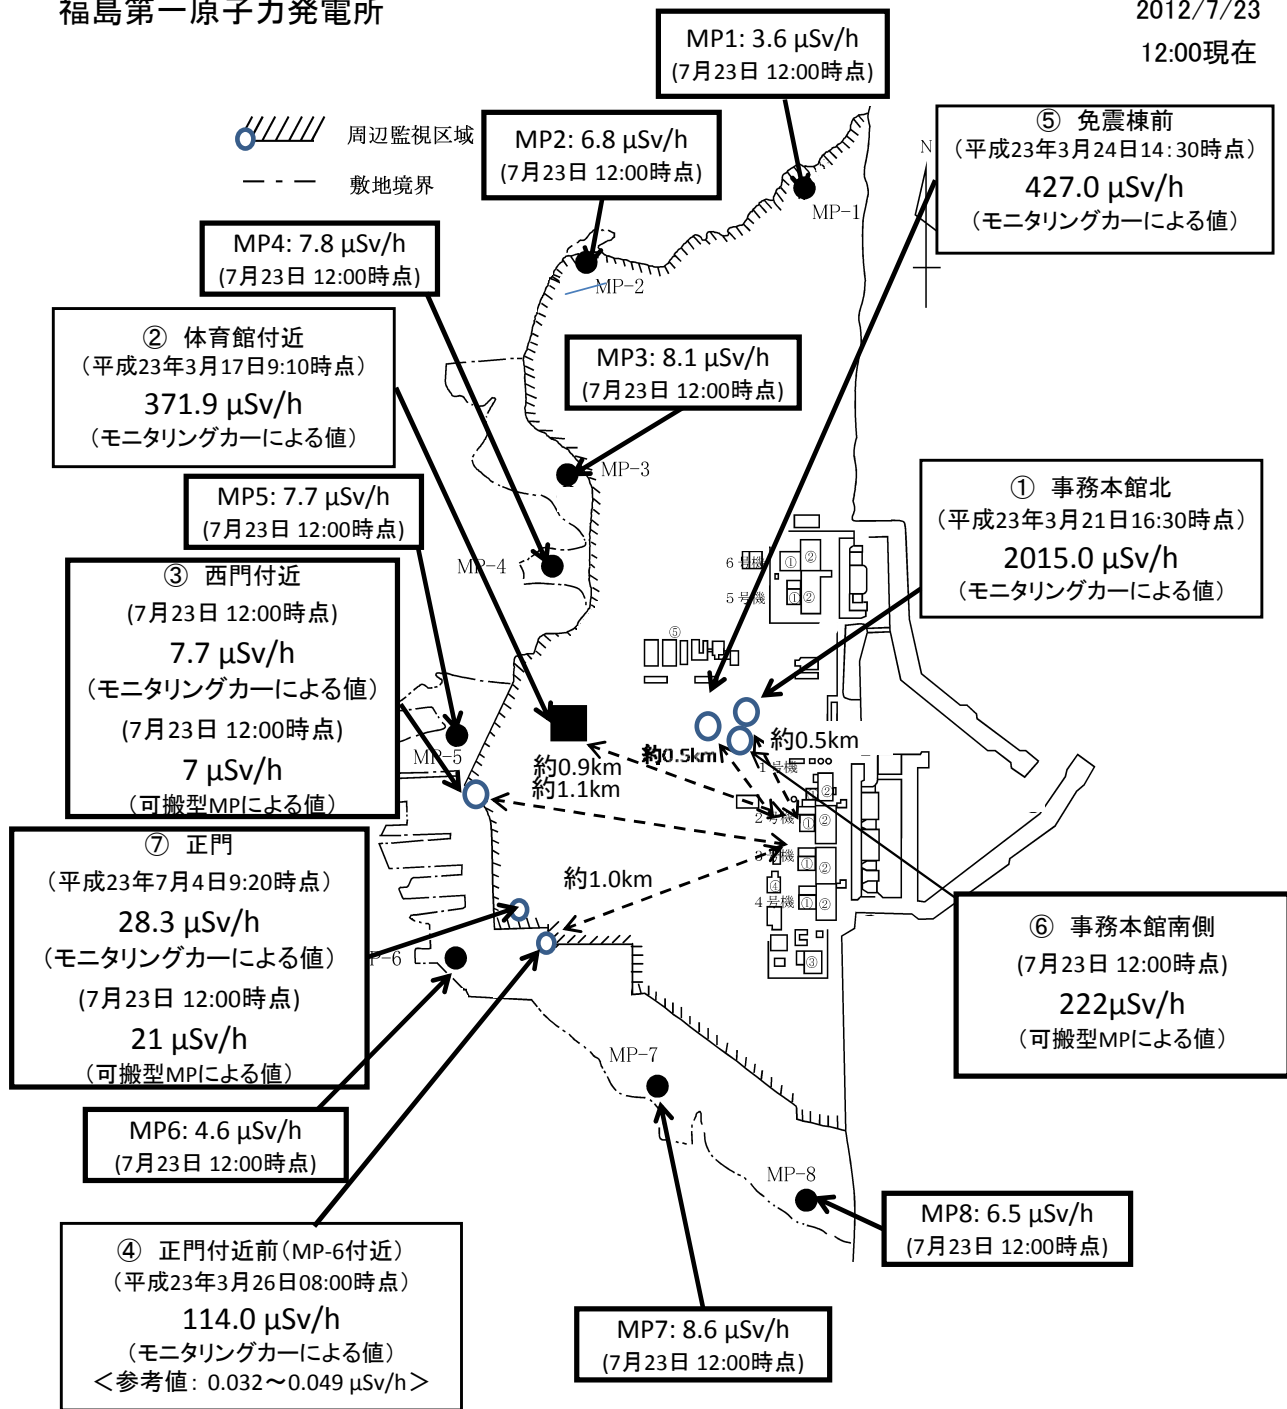 福島第一原子力発電所
2012/7/23
12:00現在
周辺監視区域
敷地境界
MP1: 3.6 μSv/h
(7月23日 12:00時点)
MP2: 6.8 μSv/h
(7月23日 12:00時点)
⑤ 免震棟前
（平成23年3月24日14:30時点）
427.0 μSv/h
（モニタリングカーによる値）
N
MP-1
MP4: 7.8 μSv/h
(7月23日 12:00時点)
MP-2
② 体育館付近
（平成23年3月17日9:10時点）
371.9 μSv/h
（モニタリングカーによる値）
MP3: 8.1 μSv/h
(7月23日 12:00時点)
MP-3
MP5: 7.7 μSv/h
(7月23日 12:00時点)
① 事務本館北
（平成23年3月21日16:30時点）
2015.0 μSv/h
（モニタリングカーによる値）
MP-4
6号機
①
②
5号機
①
②
⑤
③ 西門付近
(7月23日 12:00時点)
7.7 μSv/h
（モニタリングカーによる値）
(7月23日 12:00時点)
7 μSv/h
（可搬型MPによる値）
MP-5
約0.9km
約1.1km
約0.5km
約0.5km
1号機
②
2号機
①
②
3号機
①
②
④
4号機
①
②
③
約1.0km
⑦ 正門
（平成23年7月4日9:20時点）
28.3 μSv/h
（モニタリングカーによる値）
(7月23日 12:00時点)
21 μSv/h
（可搬型MPによる値）
P-6
⑥ 事務本館南側
(7月23日 12:00時点)
222μSv/h
（可搬型MPによる値）
MP-7
MP6: 4.6 μSv/h
(7月23日 12:00時点)
MP-8
MP8: 6.5 μSv/h
(7月23日 12:00時点)
④ 正門付近前（MP-6付近）
（平成23年3月26日08:00時点）
114.0 μSv/h
（モニタリングカーによる値）
＜参考値: 0.032～0.049 μSv/h＞
MP7: 8.6 μSv/h
(7月23日 12:00時点)